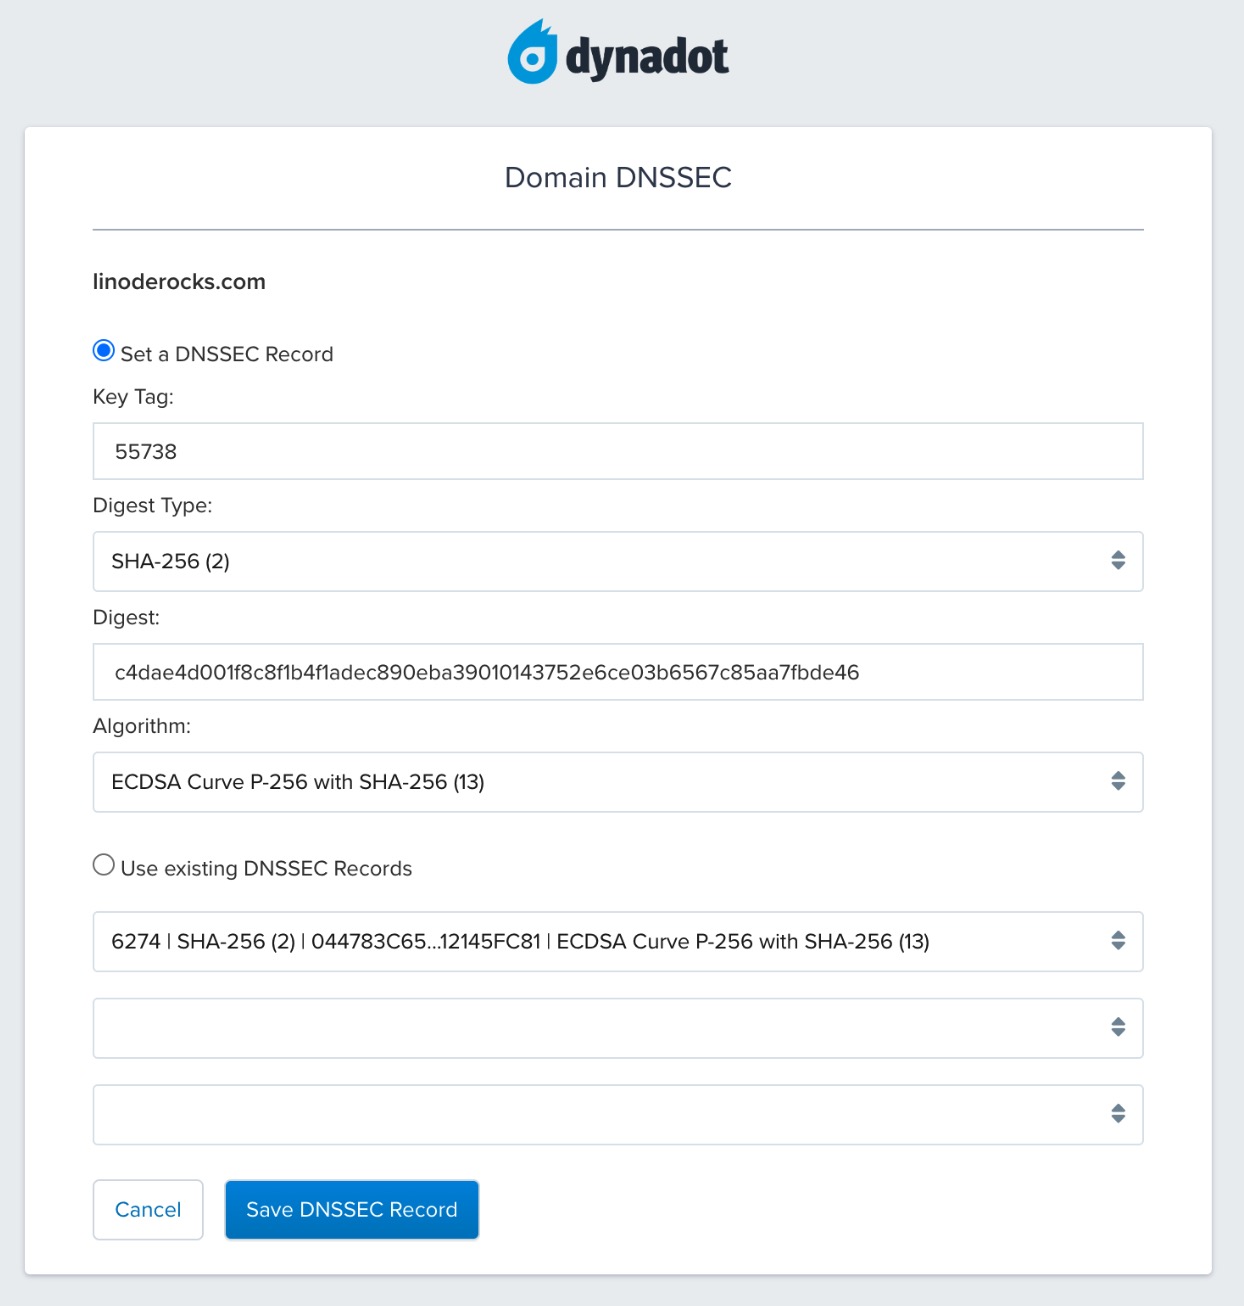 dynadot
Domain DNSSEC
linoderocks.com
Set a DNSSEC Record
Key Tag:
55738
Digest Type:
SHA-256 (2)
Digest:
c4dae4d001f8c8f1b4f1adec890eba39010143752e6ce03b6567c85aa7fbde46
Algorithm:
ECDSA Curve P-256 with SHA-256 (13)
Use existing DNSSEC Records
6274 | SHA-256 (2) | 044783C65...12145FC81 | ECDSA Curve P-256 with SHA-256 (13)
Cancel
Save DNSSEC Record